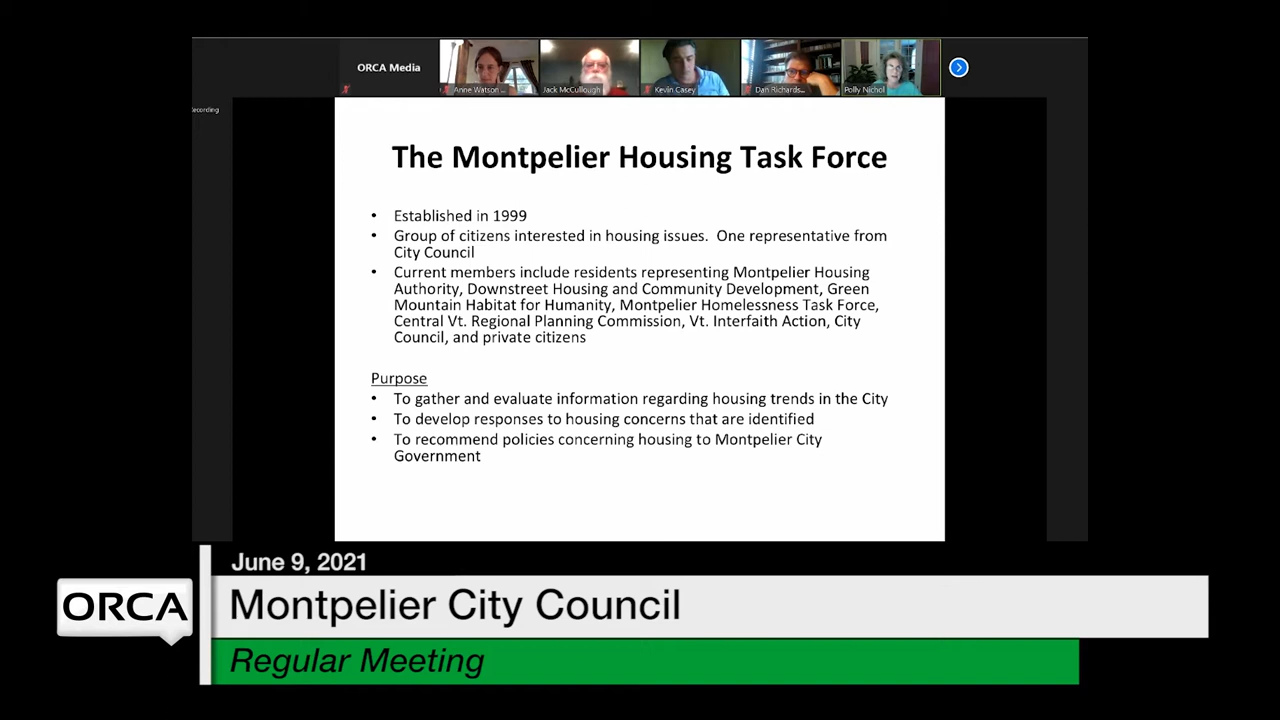 ORCA Media
Anne Watson...
Jack McCullough
Kevin Casey
Dan Richards...
Polly Nichol
ecording
The Montpelier Housing Task Force
• Established in 1999
• Group of citizens interested in housing issues. One representative from
City Council
• Current members include residents representing Montpelier Housing
Authority, Downstreet Housing and Community Development, Green
Mountain Habitat for Humanity, Montpelier Homelessness Task Force,
Central Vt. Regional Planning Commission, Vt. Interfaith Action, City
Council, and private citizens
Purpose
• To gather and evaluate information regarding housing trends in the City
• To develop responses to housing concerns that are identified
• To recommend policies concerning housing to Montpelier City
Government
June 9, 2021
ORCA
Montpelier City Council
Regular Meeting